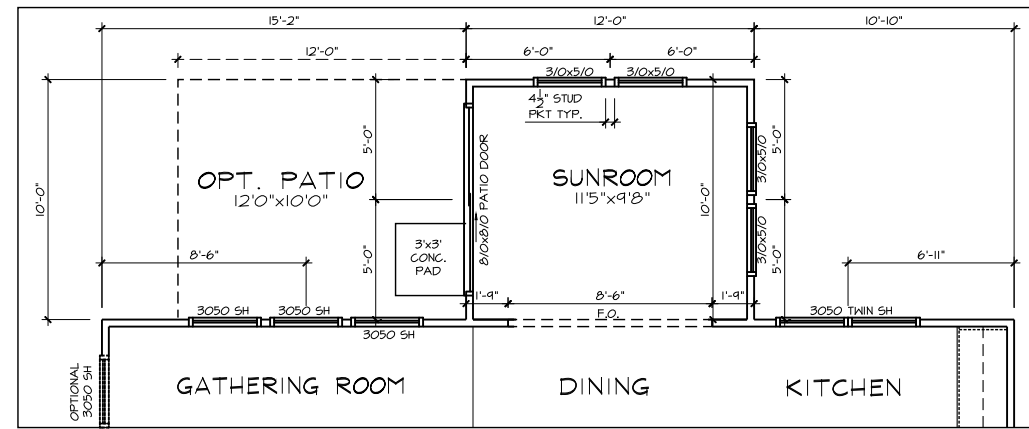 15'-2"
12'-0"
10'-10"
12'-0"
6'-0"
6'-0"
3/0x5/0
3/0x5/0
4½" STUD
PKT TYP.
10'-0"
5'-0"
5'-0"
OPT. PATIO
12'0"x10'0"
8/0x8/0 PATIO DOOR
SUNROOM
11'5"x9'8"
10'-0"
3/0x5/0
3/0x5/0
5'-0"
5'-0"
3'x3'
CONC.
PAD
8'-6"
6'-11"
1'-9"
8'-6"
1'-9"
F.O.
3050 SH
3050 SH
3050 SH
3050 TWIN SH
OPTIONAL
3050 SH
GATHERING ROOM
DINING
KITCHEN